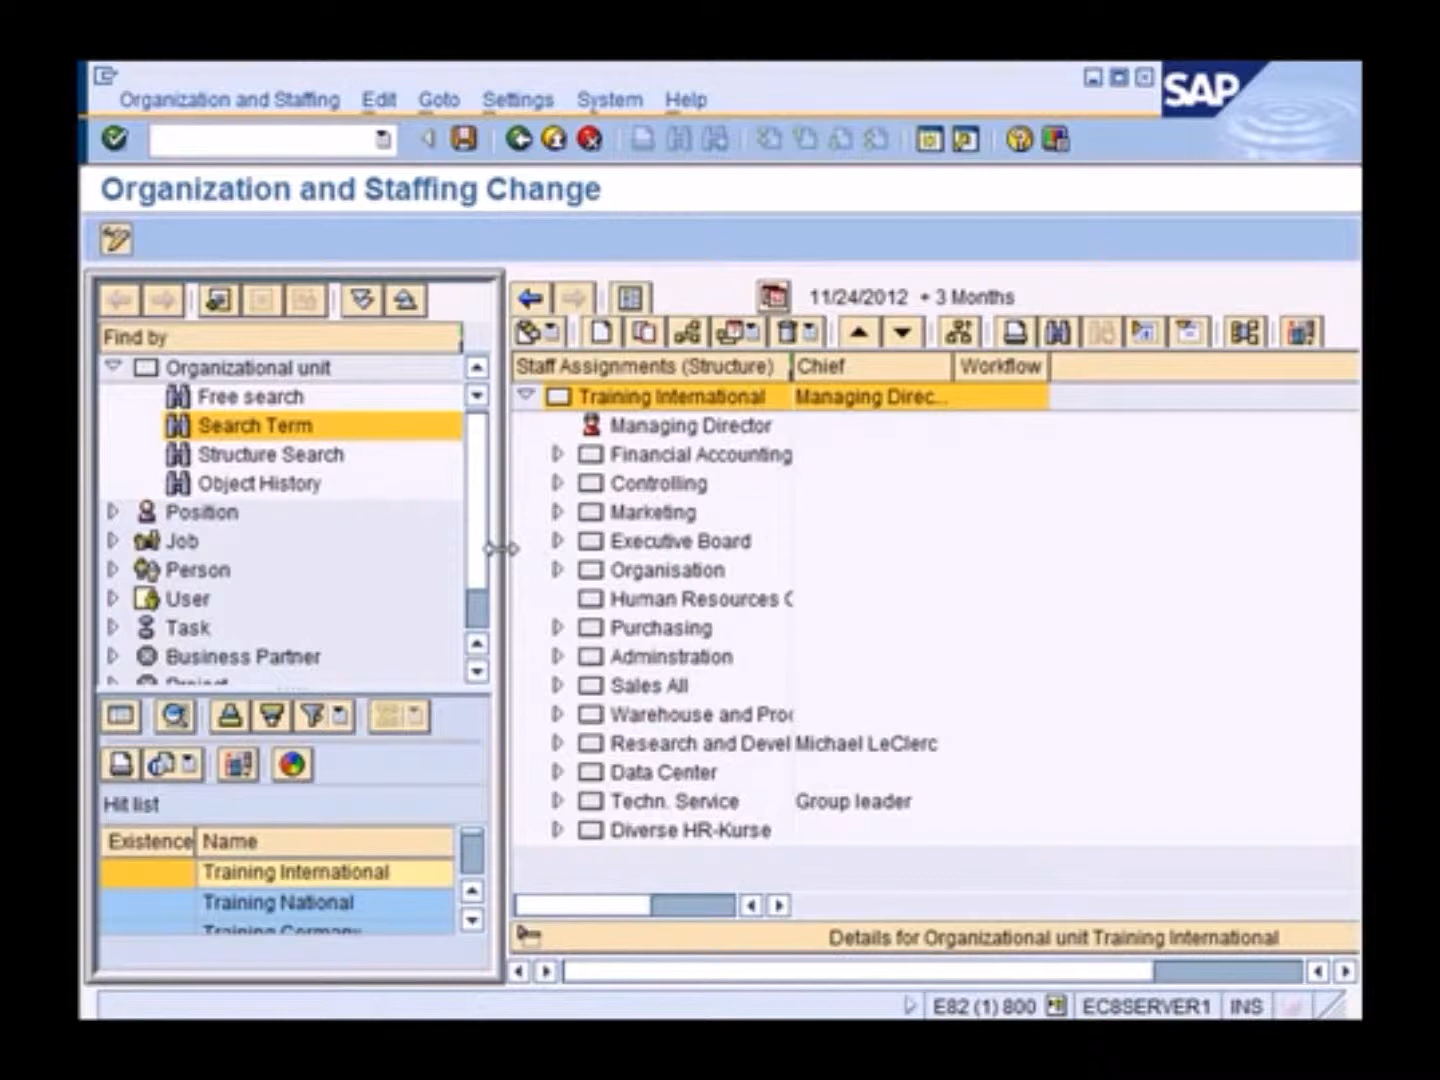 SAP
Organization and Staffing Edit Goto Settings System Help
Organization and Staffing Change
11/24/2012 + 3 Months
Find by
Organizational unit
Free search
Search Term
Structure Search
Object History
Position
Job
Person
User
Task
Business Partner
Project
Staff Assignments (Structure) Chief Workflow
Training International Managing Direc...
Managing Director
Financial Accounting
Controlling
Marketing
Executive Board
Organisation
Human Resources
Purchasing
Adminstration
Sales All
Warehouse and Proc
Research and Devel Michael LeClerc
Data Center
Techn. Service Group leader
Diverse HR-Kurse
Hit list
Existence Name
Training International
Training National
Training Germany
Details for Organizational unit Training International
E82 (1) 800 EC8SERVER1 INS